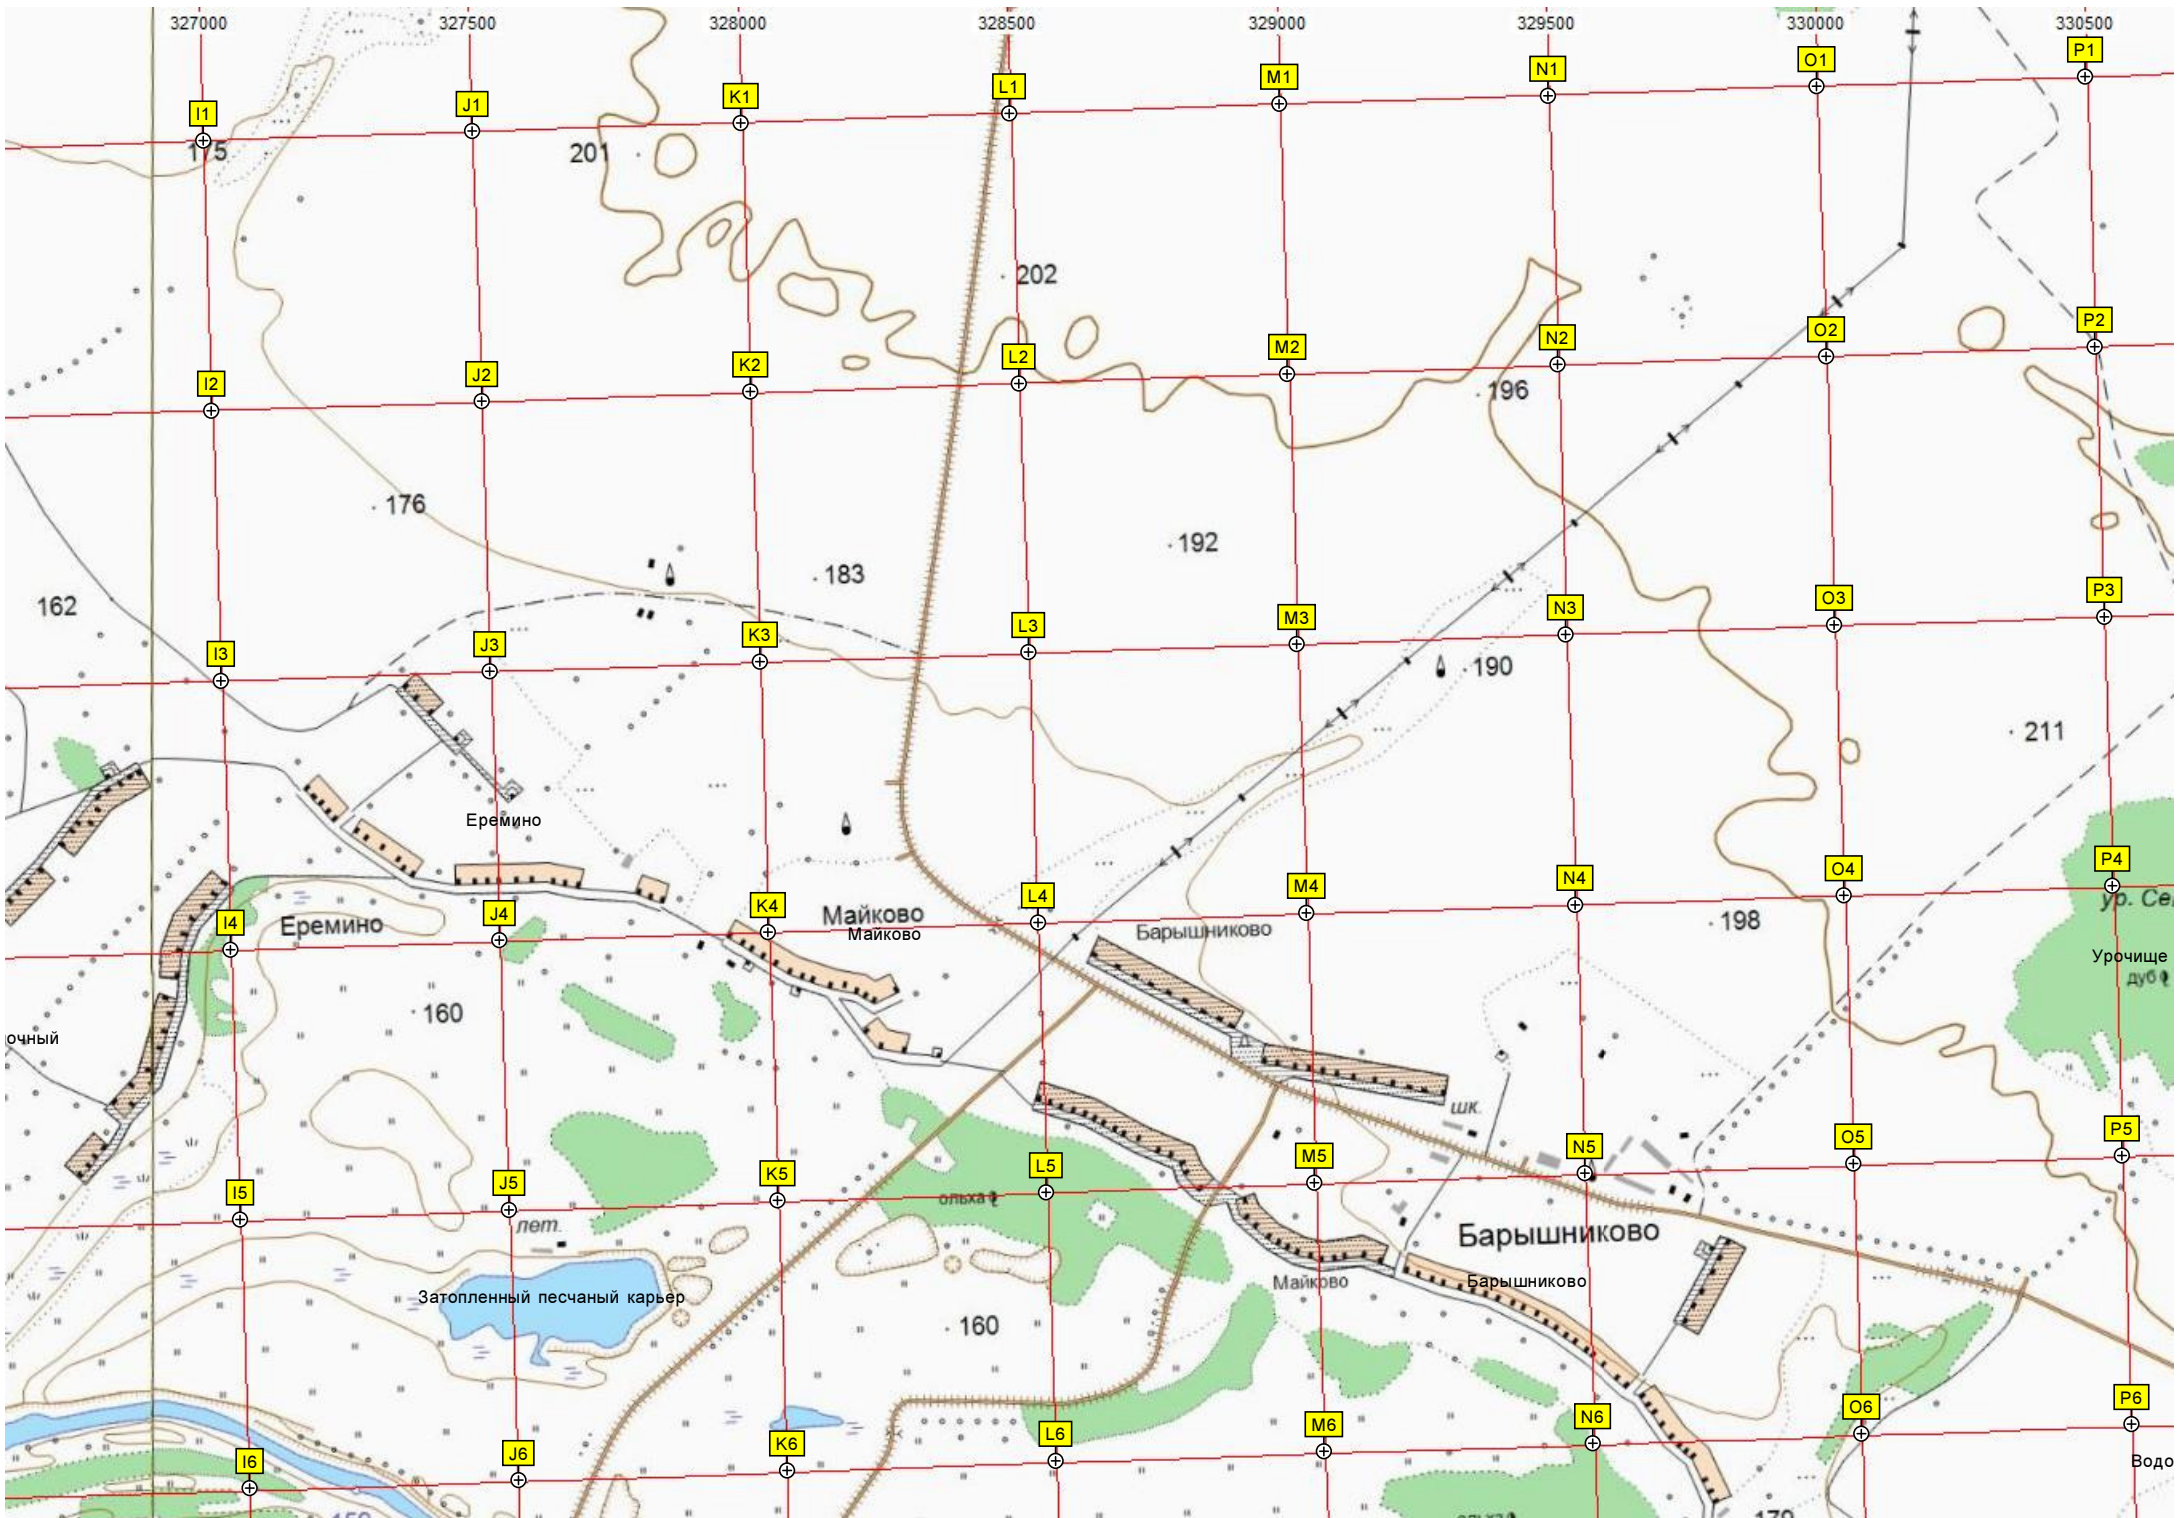 327000 327500 328000 328500 329000 329500 330000 330500
I1 J1 K1 L1 M1 N1 O1 P1
175 201
202
I2 J2 K2 L2 M2 N2 O2 P2
196
176
192
183
162
I3 J3 K3 L3 M3 N3 O3 P3
190
211
Еремино
I4 J4 K4 L4 M4 N4 O4 P4
Еремино
Майково
Майково
Барышниково
198
ур. Се
Урочище
дуб
160
очный
шк.
I5 J5 K5 L5 M5 N5 O5 P5
ольха
лет.
Барышниково
Майково
Барышниково
Затопленный песчаный карьер
160
I6 J6 K6 L6 M6 N6 O6 P6
Водо